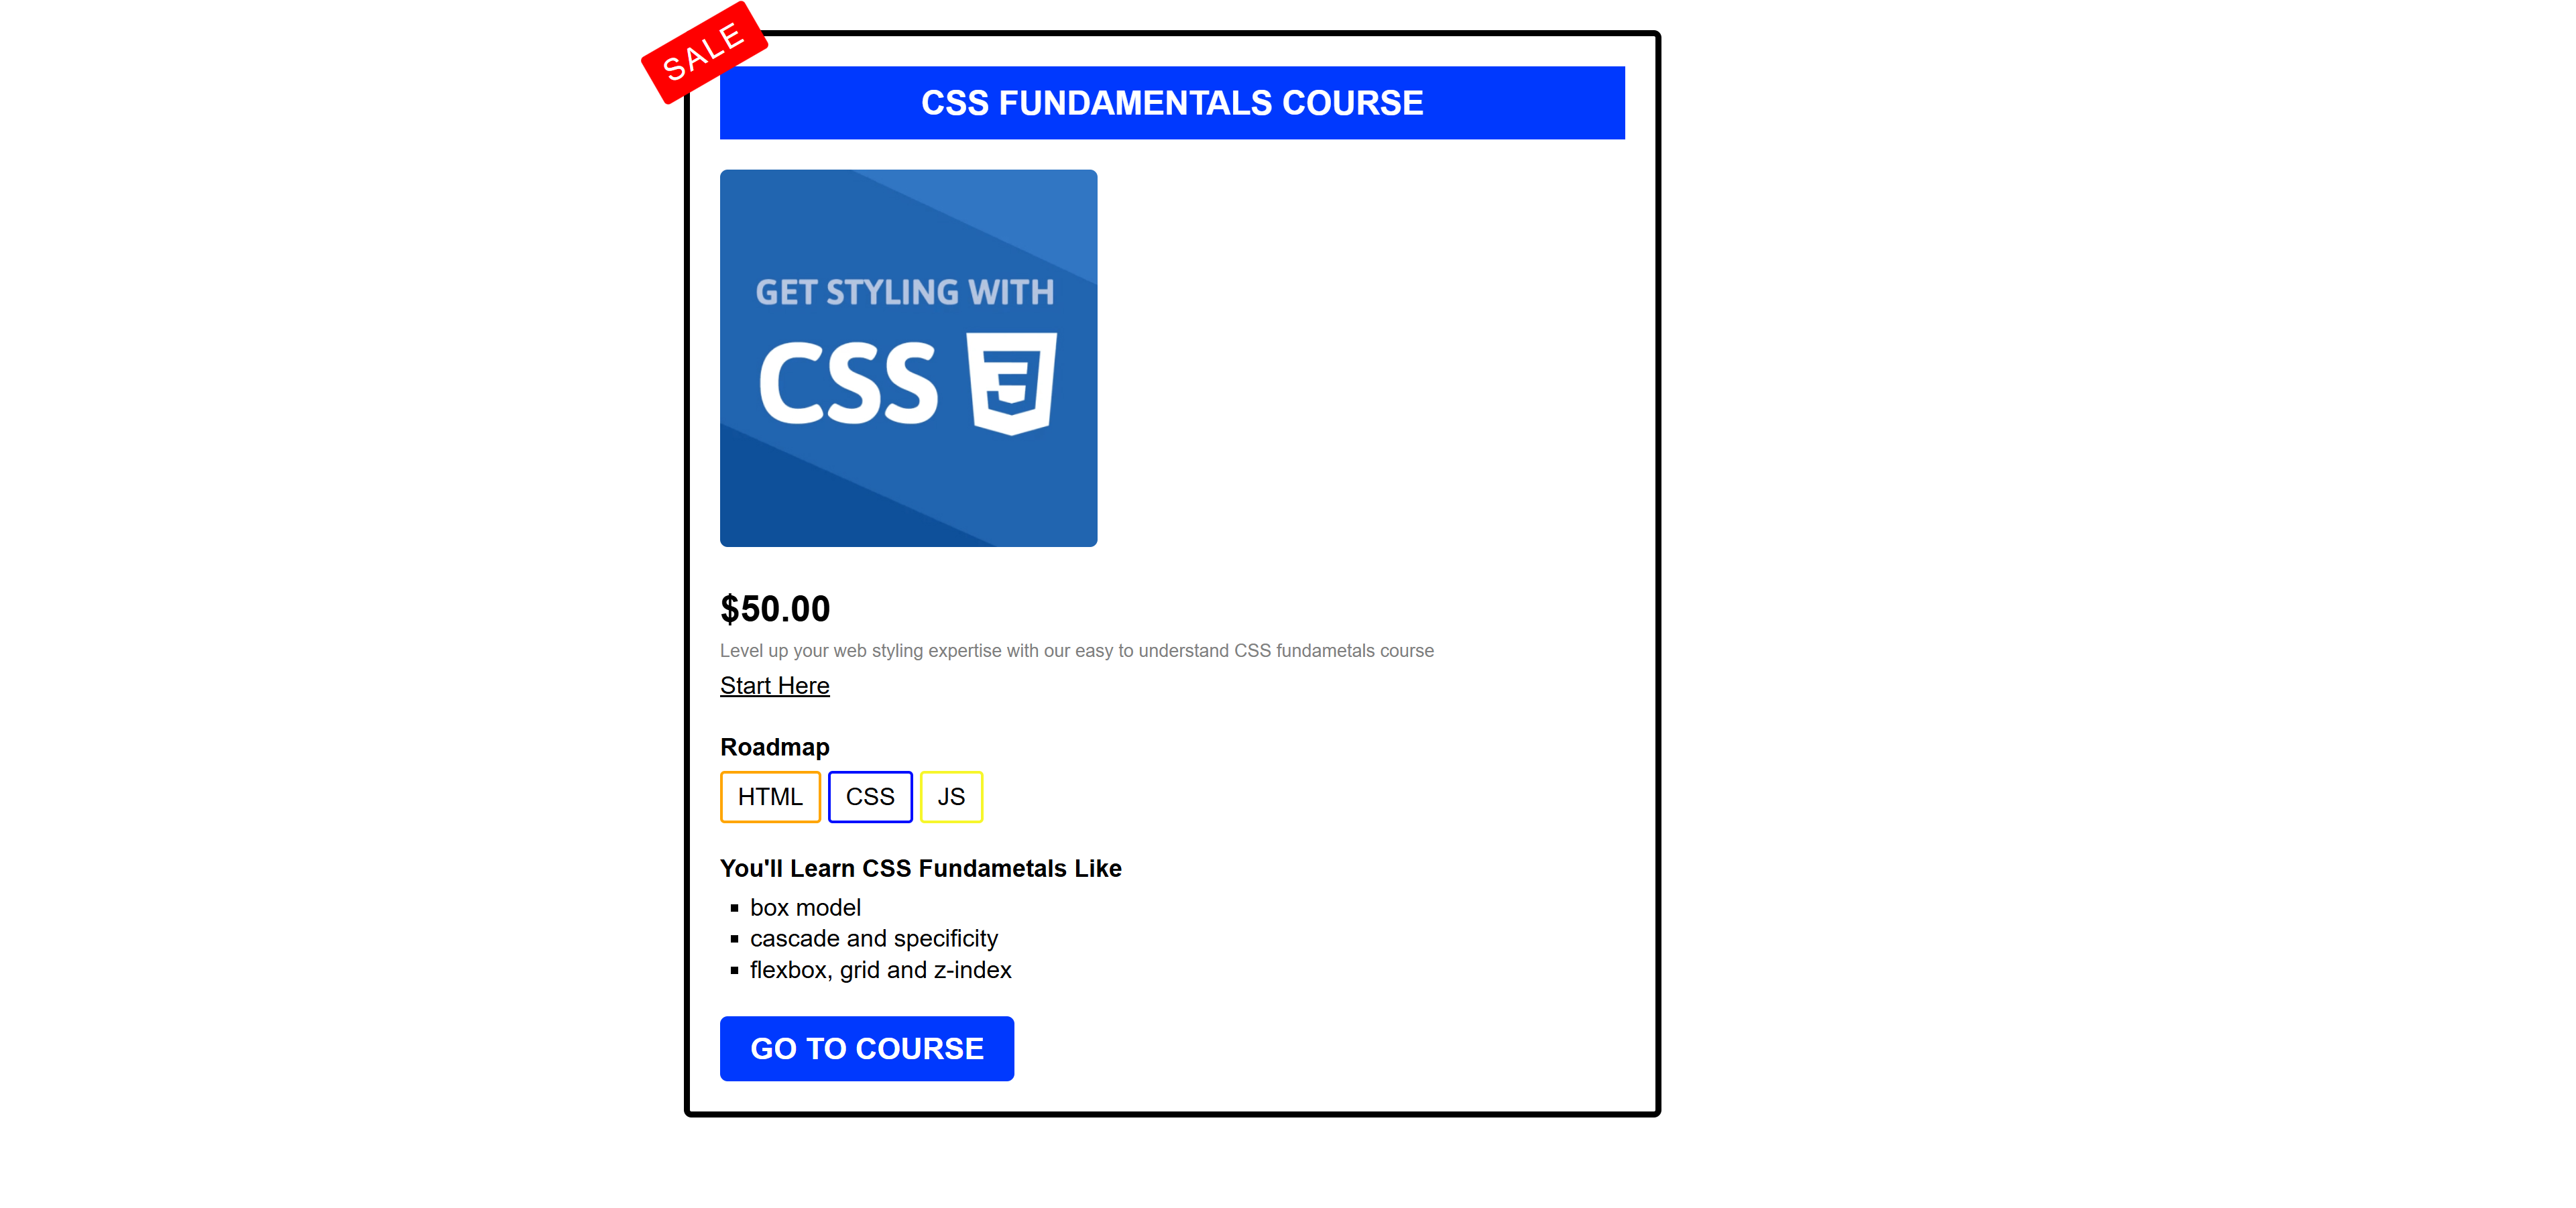 SALE
CSS FUNDAMENTALS COURSE
GET STYLING WITH
CSS
$50.00
Level up your web styling expertise with our easy to understand CSS fundametals course
Start Here
Roadmap
HTML CSS JS
You'll Learn CSS Fundametals Like
box model
cascade and specificity
flexbox, grid and z-index
GO TO COURSE